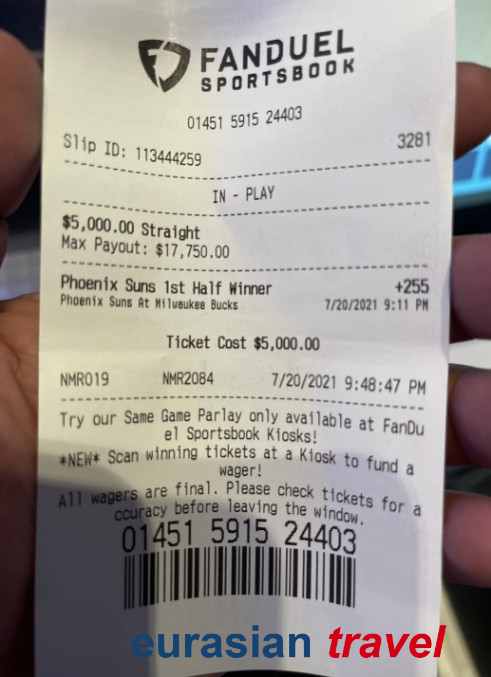 FANDUEL
SPORTSBOOK
01451 5915 24403
Slip ID: 113444259 3281
IN - PLAY
$5,000.00 Straight
Max Payout: $17,750.00
Phoenix Suns 1st Half Winner +255
Phoenix Suns At Milwaukee Bucks 7/20/2021 9:11 PM
Ticket Cost $5,000.00
NMR019 NMR2084 7/20/2021 9:48:47 PM
Try our Same Game Parlay only available at FanDu
el Sportsbook Kiosks!
*NEW* Scan winning tickets at a Kiosk to fund a
wager!
All wagers are final. Please check tickets for a
ccuracy before leaving the window.
01451 5915 24403
eurasian travel